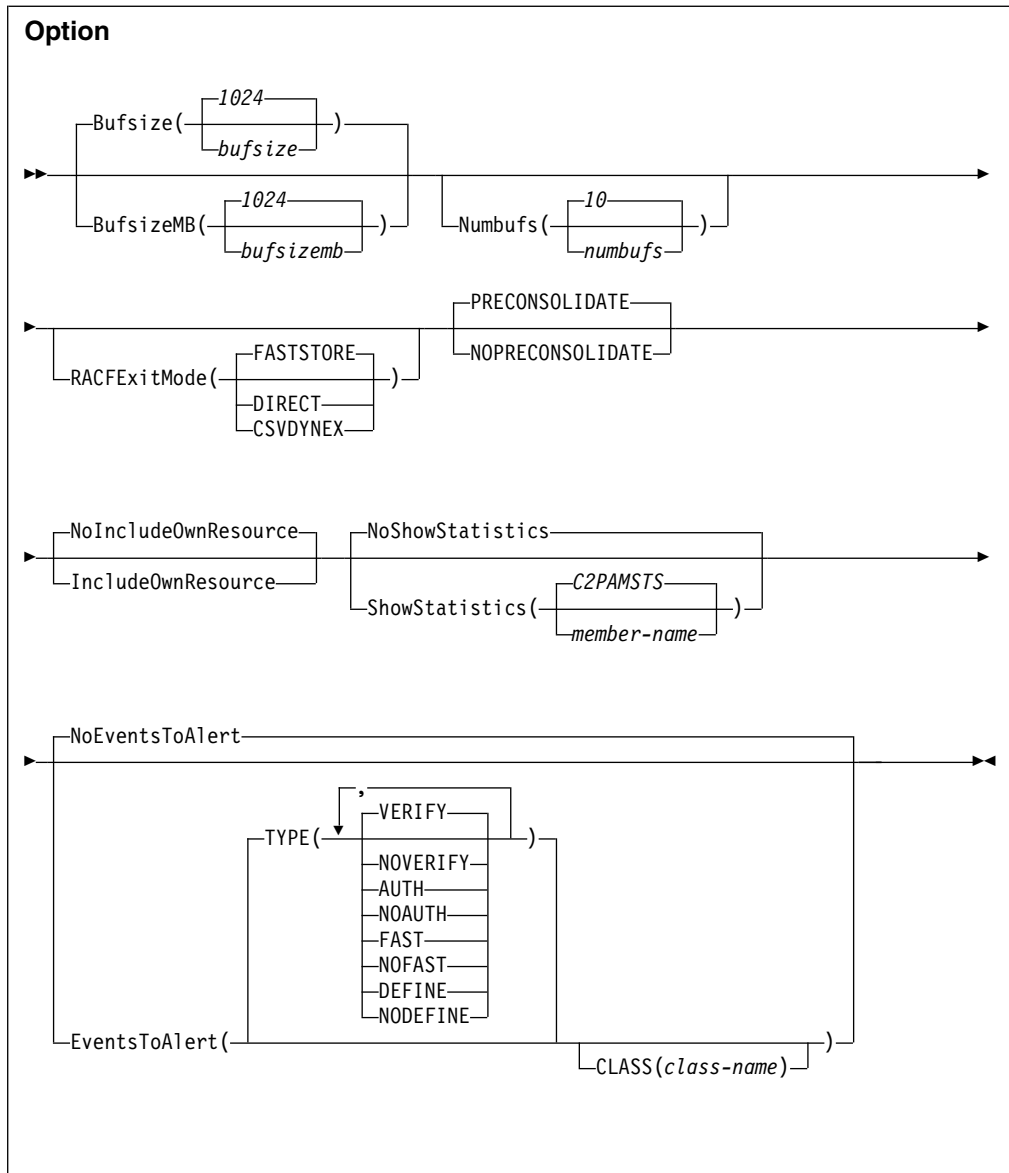 Option
1024
Bufsize( )
bufsize
1024
BufsizeMB( )
bufsizemb
10
Numbufs( )
numbufs
PRECONSOLIDATE
FASTSTORE
NOPRECONSOLIDATE
RACFExitMode( )
DIRECT
CSVDYNEX
NoIncludeOwnResource
IncludeOwnResource
NoShowStatistics
C2PAMSTS
ShowStatistics( )
member-name
NoEventsToAlert
,
VERIFY
TYPE( )
NOVERIFY
AUTH
NOAUTH
FAST
NOFAST
DEFINE
NODEFINE
EventsToAlert( )
CLASS(class-name)